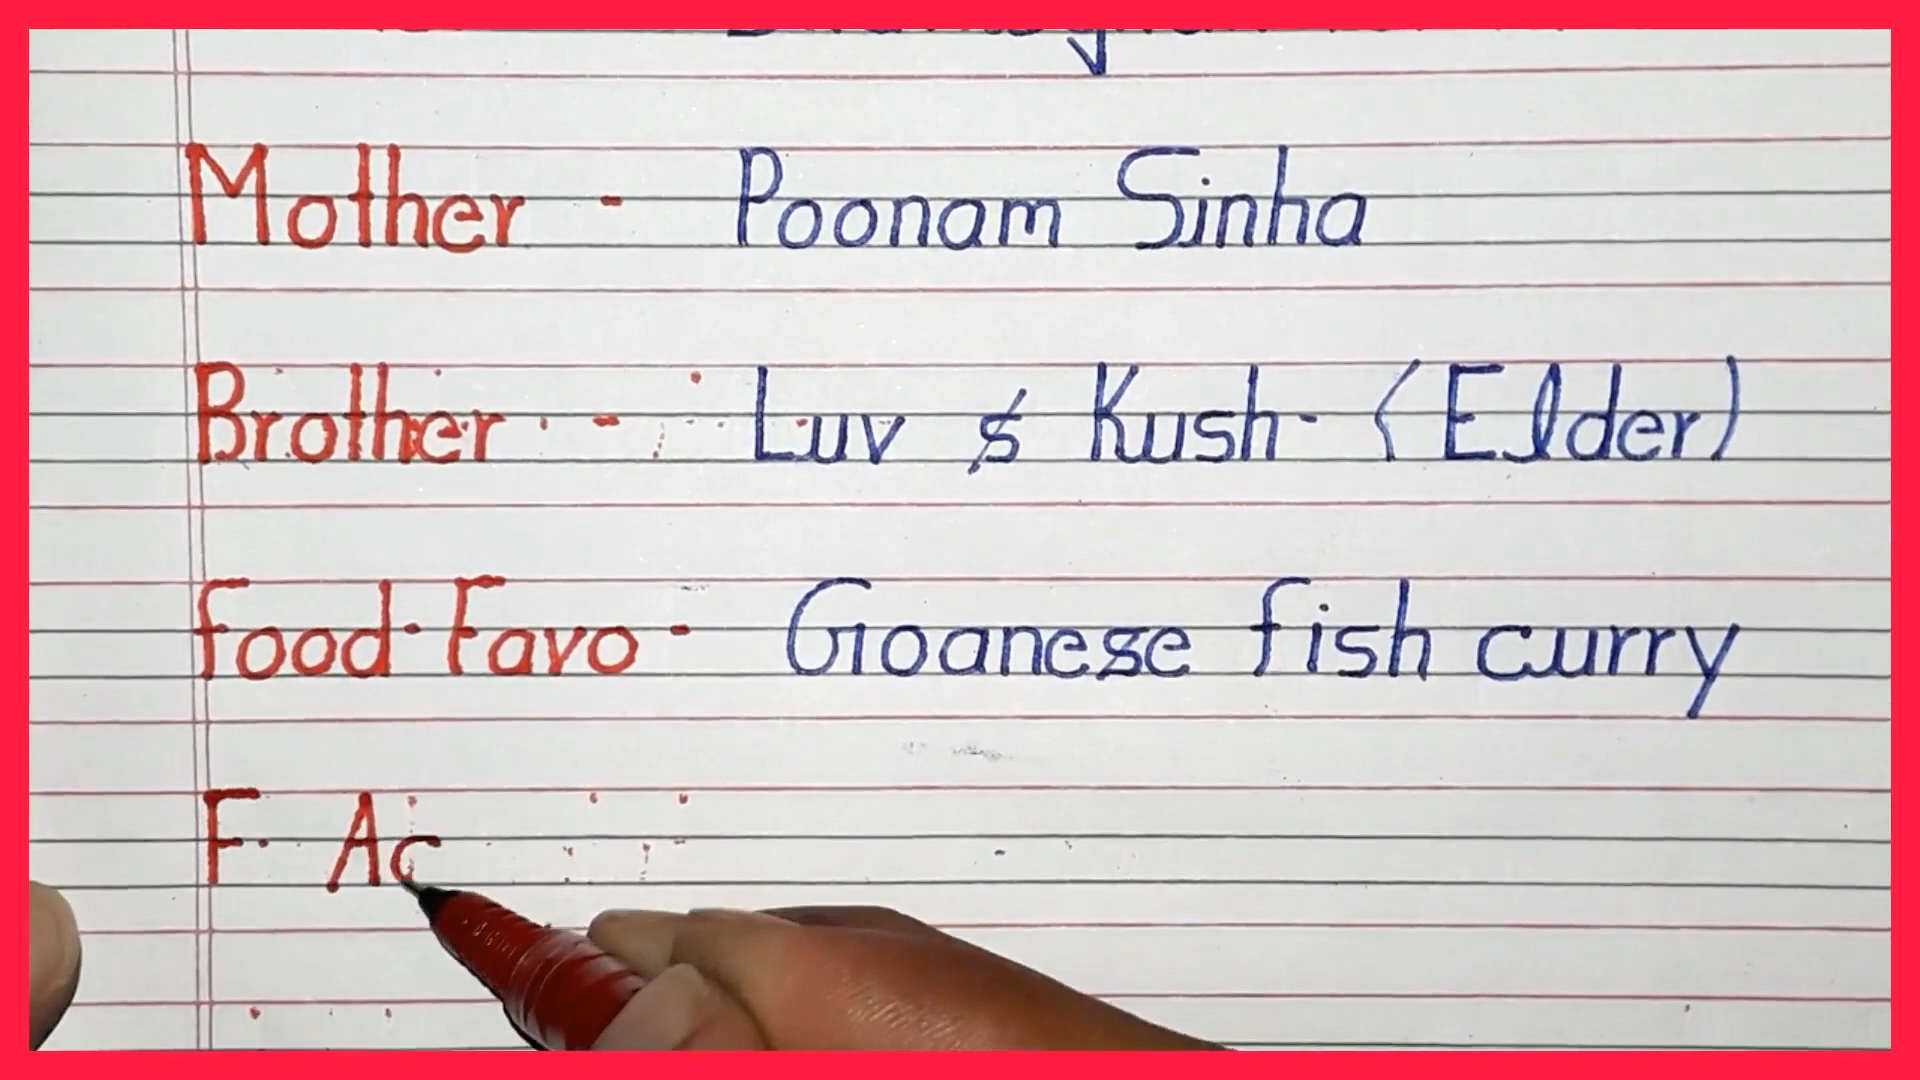 Mother - Poonam Sinha
Brother - Luv & Kush - (Elder)
food - Favo - Goanese fish curry
F. Ac